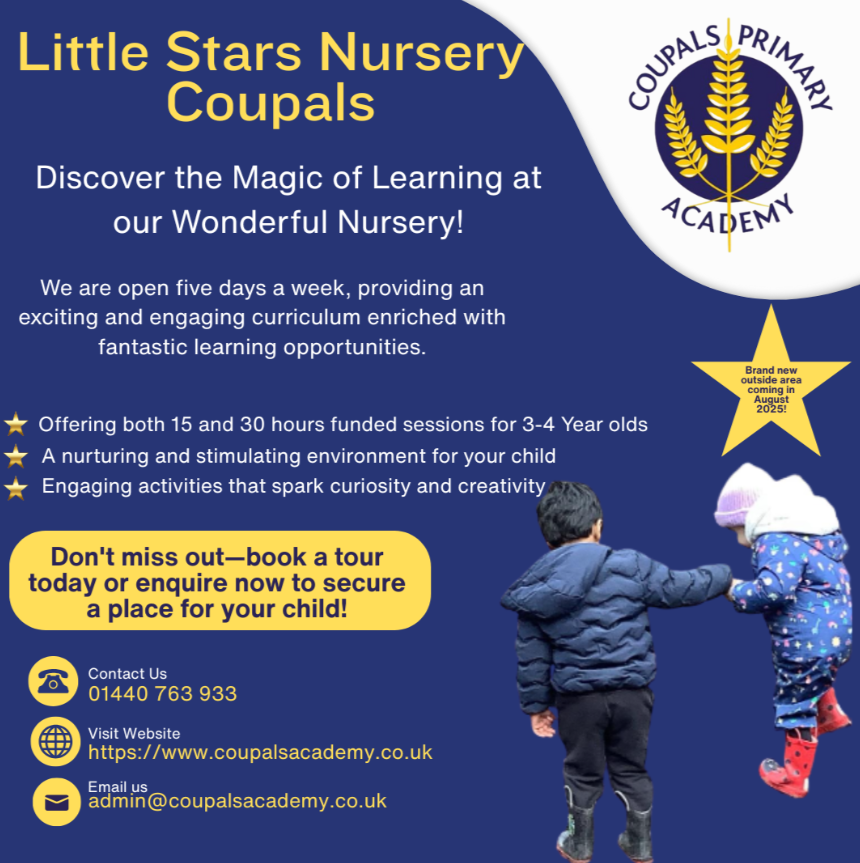 Little Stars Nursery
Coupals
COUPALS PRIMARY
ACADEMY
Discover the Magic of Learning at
our Wonderful Nursery!
We are open five days a week, providing an
exciting and engaging curriculum enriched with
fantastic learning opportunities.
Brand new
outside area
coming in
August
2025!
Offering both 15 and 30 hours funded sessions for 3-4 Year olds
A nurturing and stimulating environment for your child
Engaging activities that spark curiosity and creativity
Don't miss out—book a tour
today or enquire now to secure
a place for your child!
Contact Us
01440 763 933
Visit Website
https://www.coupalsacademy.co.uk
Email us
admin@coupalsacademy.co.uk